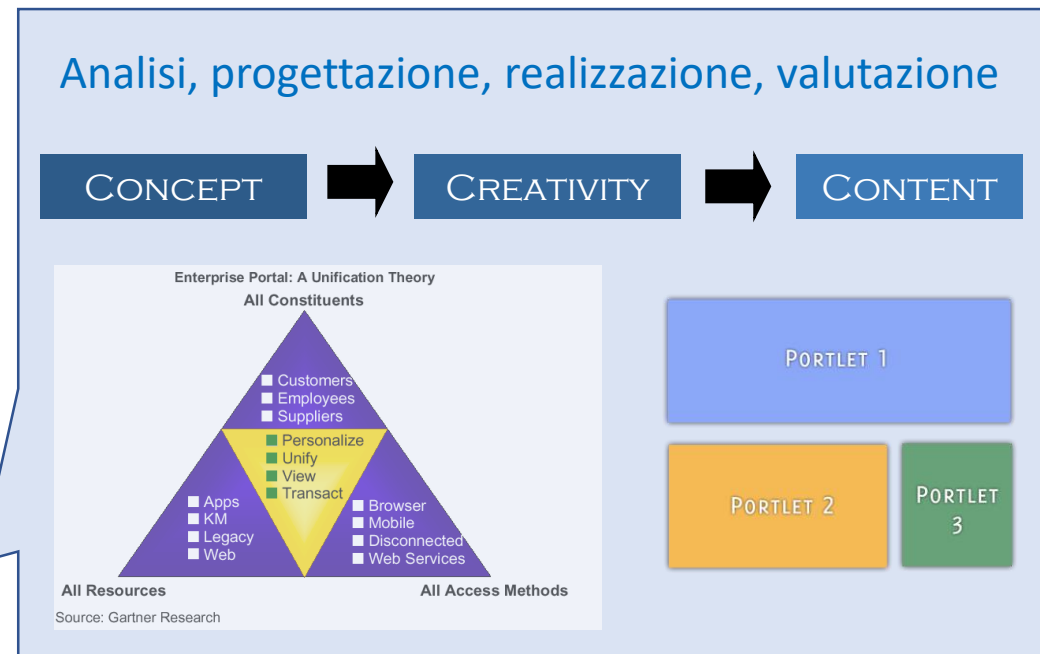 Analisi, progettazione, realizzazione, valutazione
CONCEPT
CREATIVITY
CONTENT
Enterprise Portal: A Unification Theory
All Constituents
Customers
Employees
Suppliers
Personalize
Unify
View
Transact
Apps
KM
Legacy
Web
Browser
Mobile
Disconnected
Web Services
All Resources
All Access Methods
Source: Gartner Research
PORTLET 1
PORTLET 2
PORTLET
3